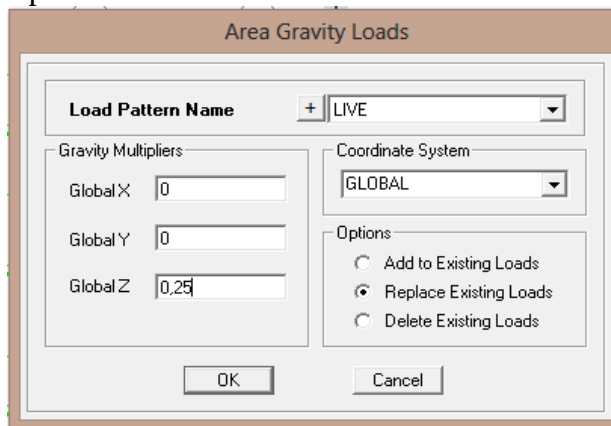 Area Gravity Loads
Load Pattern Name + LIVE
Gravity Multipliers
Global X 0
Global Y 0
Global Z 0,25
Coordinate System
GLOBAL
Options
Add to Existing Loads
Replace Existing Loads
Delete Existing Loads
OK Cancel